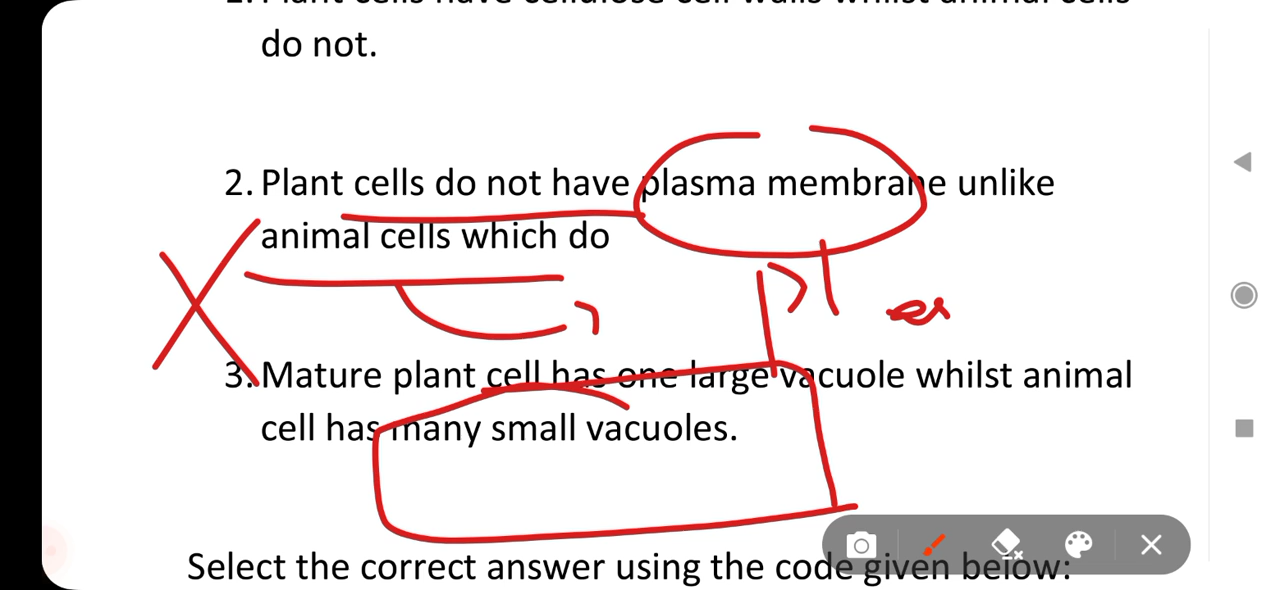 do not.
2. Plant cells do not have plasma membrane unlike
animal cells which do
3. Mature plant cell has one large vacuole whilst animal
cell has many small vacuoles.
Select the correct answer using the code given below: